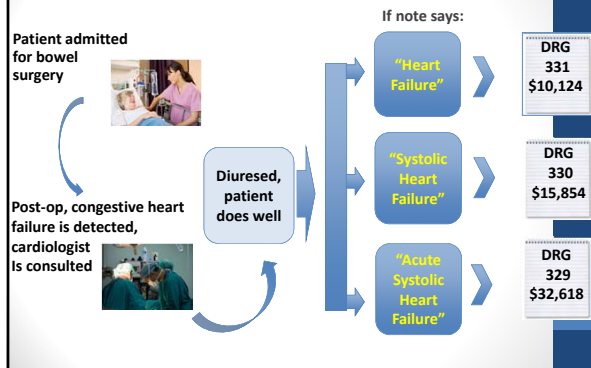 If note says:
Patient admitted
for bowel
surgery
Post-op, congestive heart
failure is detected,
cardiologist
Is consulted
Diuresed,
patient
does well
“Heart
Failure”
DRG
331
$10,124
“Systolic
Heart
Failure”
DRG
330
$15,854
“Acute
Systolic
Heart
Failure”
DRG
329
$32,618